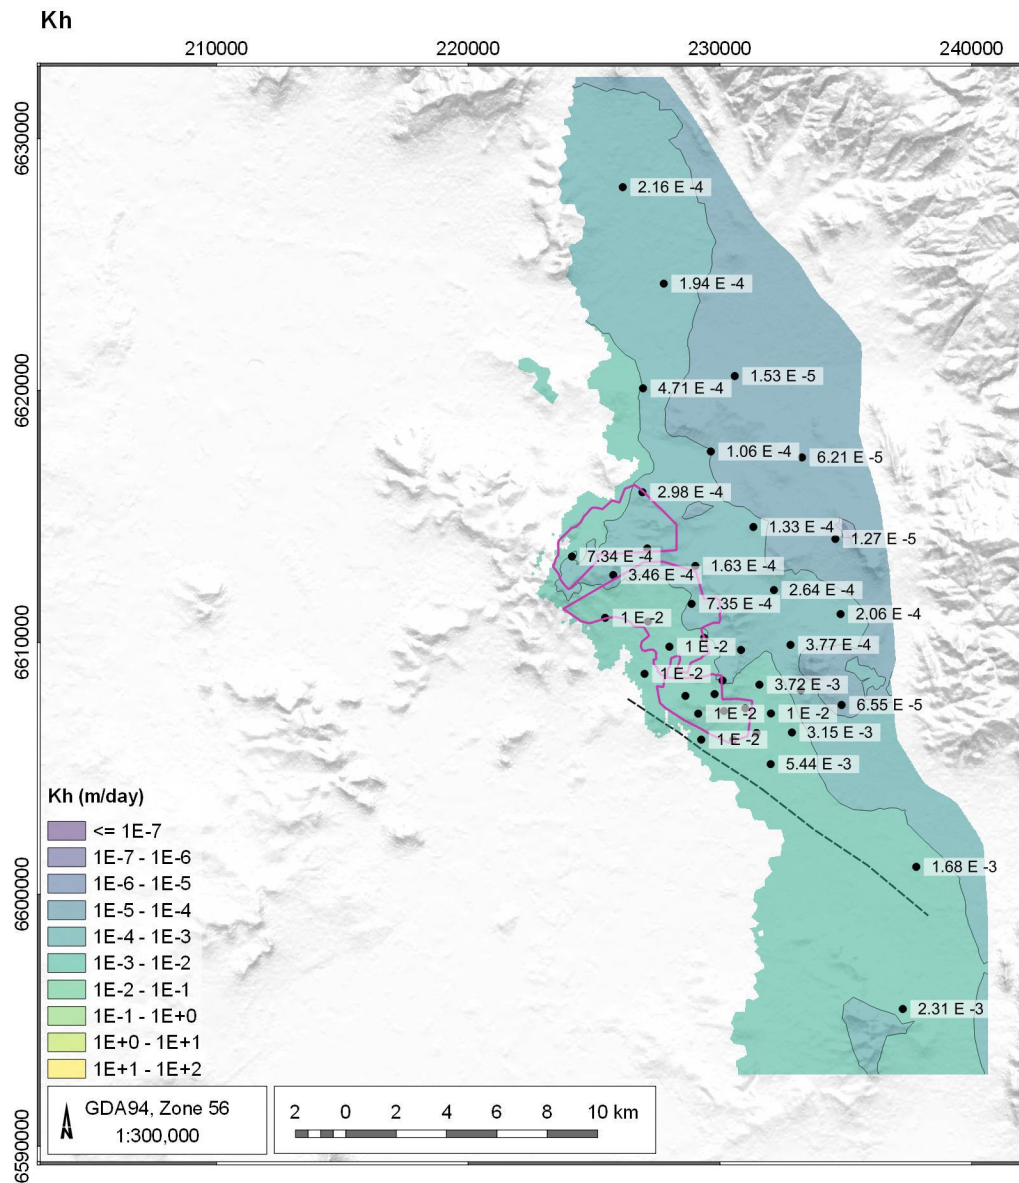 Kh
210000
220000
230000
240000
6630000
6620000
6610000
6600000
6590000
2.16 E -4
1.94 E -4
1.53 E -5
4.71 E -4
1.06 E -4
6.21 E -5
2.98 E -4
1.33 E -4
1.27 E -5
7.34 E -4
1.63 E -4
3.46 E -4
2.64 E -4
7.35 E -4
2.06 E -4
1 E -2
1 E -2
3.77 E -4
1 E -2
3.72 E -3
6.55 E -5
1 E -2
1 E -2
3.15 E -3
1 E -2
5.44 E -3
1.68 E -3
2.31 E -3
Kh (m/day)
<= 1E-7
1E-7 - 1E-6
1E-6 - 1E-5
1E-5 - 1E-4
1E-4 - 1E-3
1E-3 - 1E-2
1E-2 - 1E-1
1E-1 - 1E+0
1E+0 - 1E+1
1E+1 - 1E+2
N
GDA94, Zone 56
1:300,000
2 0 2 4 6 8 10 km